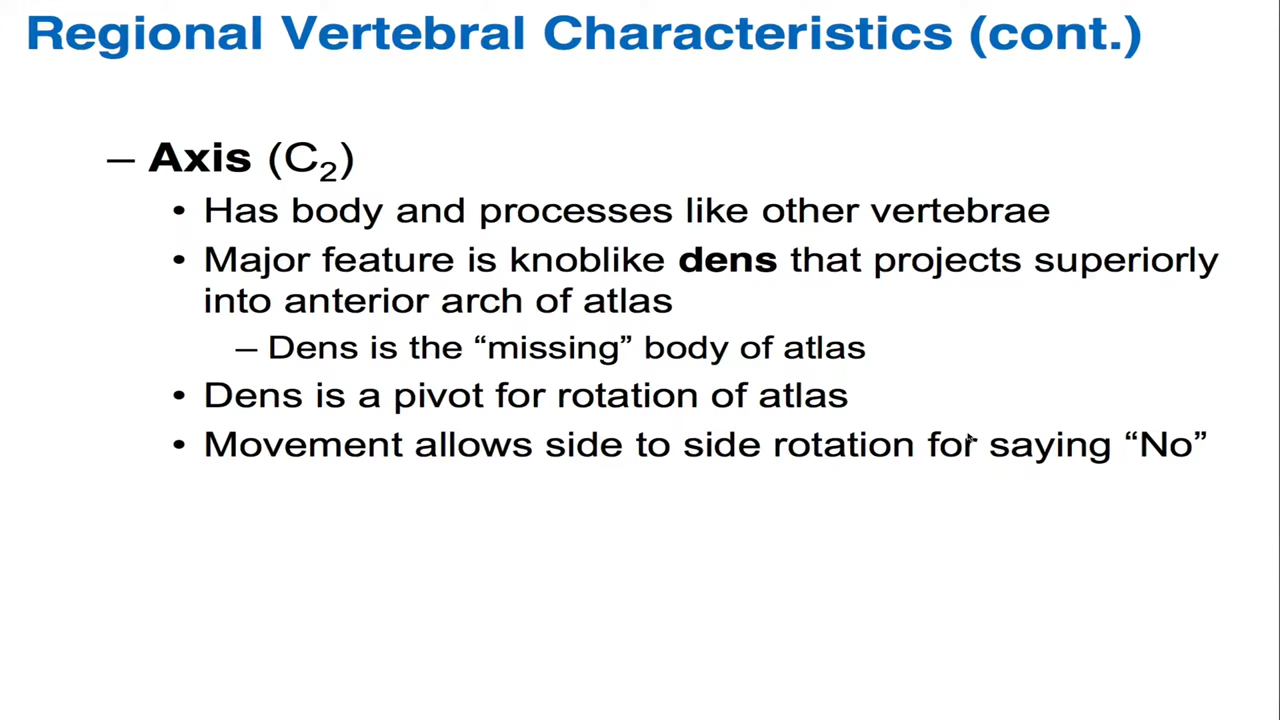 Regional Vertebral Characteristics (cont.)
– Axis (C₂)
• Has body and processes like other vertebrae
• Major feature is knoblike dens that projects superiorly
into anterior arch of atlas
– Dens is the “missing” body of atlas
• Dens is a pivot for rotation of atlas
• Movement allows side to side rotation for saying “No”